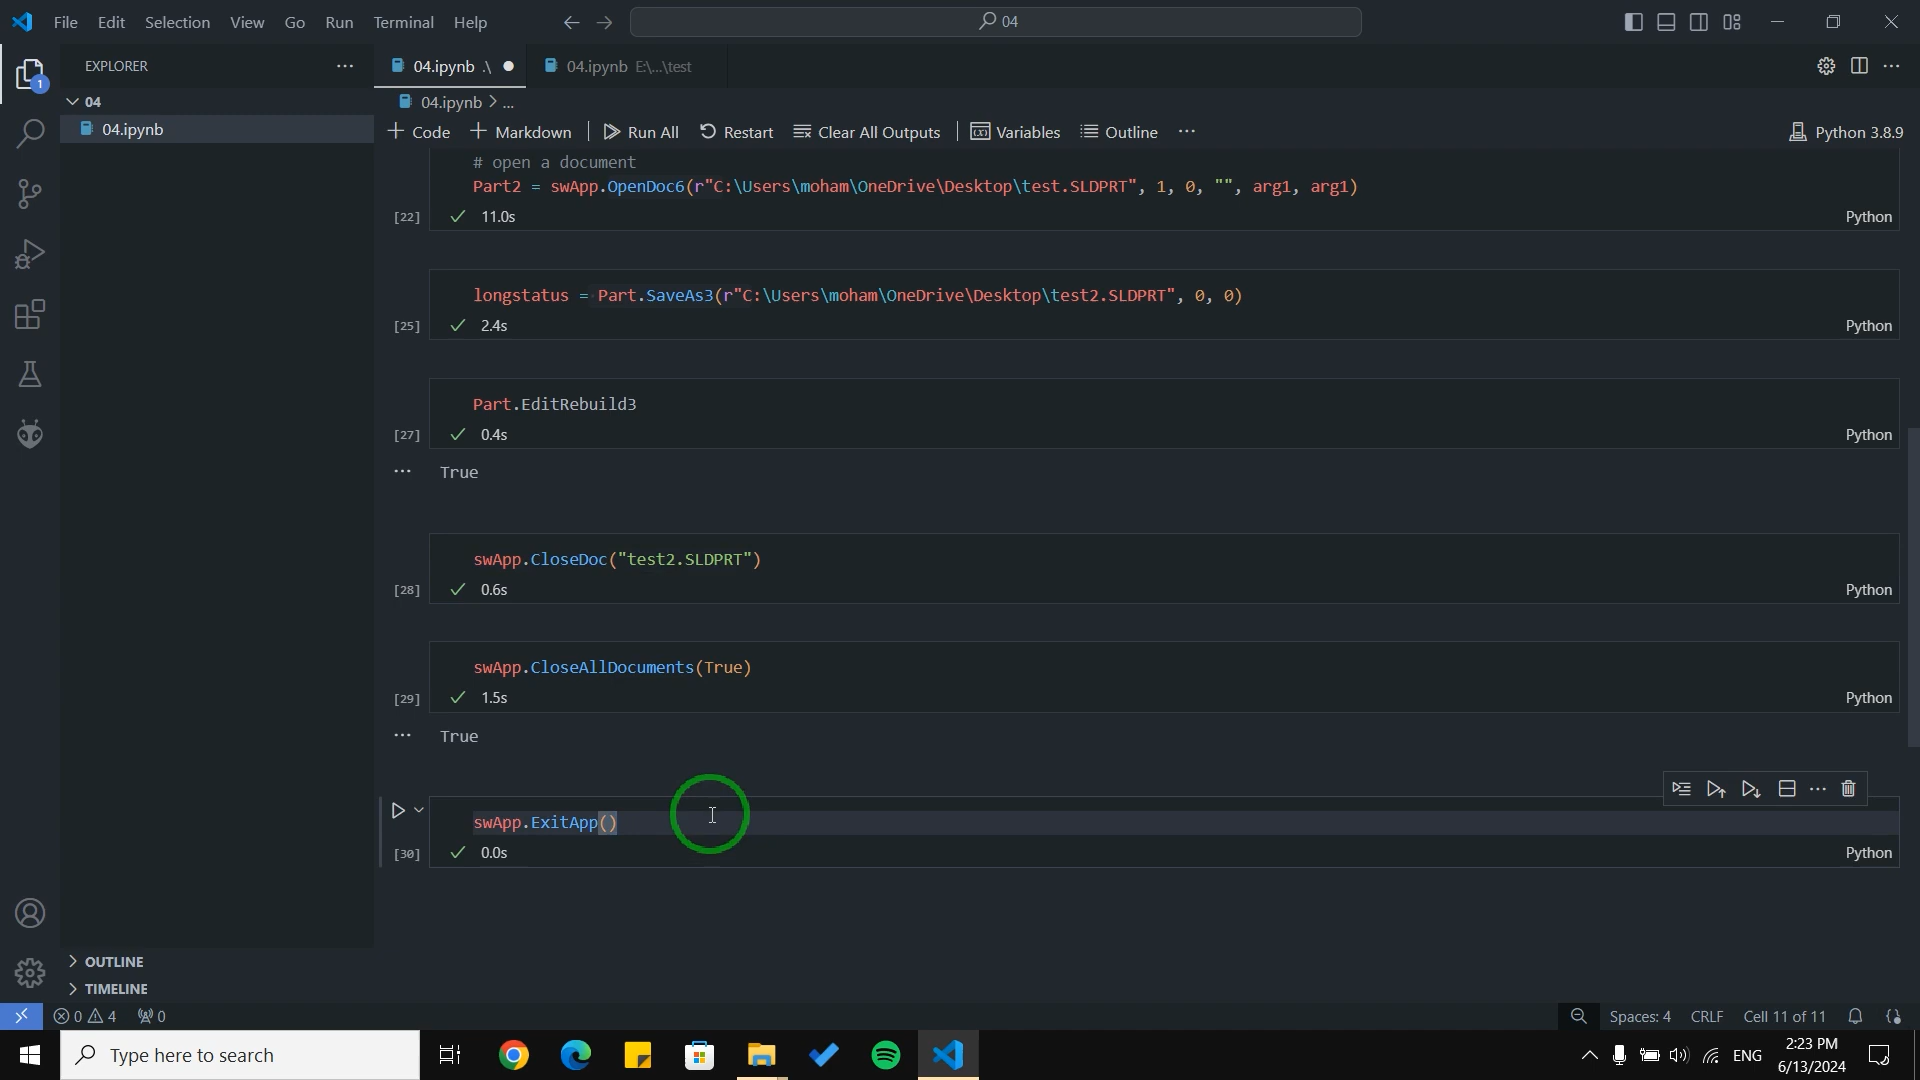 File Edit Selection View Go Run Terminal Help
04
EXPLORER
04.ipynb .\
04.ipynb E:\...\test
1
04
04.ipynb > ...
04.ipynb
Code Markdown Run All Restart Clear All Outputs Variables Outline ...
Python 3.8.9
# open a document
Part2 = swApp.OpenDoc6(r"C:\Users\moham\OneDrive\Desktop\test.SLDPRT", 1, 0, "", arg1, arg1)
[22] 11.0s Python
longstatus = Part.SaveAs3(r"C:\Users\moham\OneDrive\Desktop\test2.SLDPRT", 0, 0)
[25] 2.4s Python
Part.EditRebuild3
[27] 0.4s Python
... True
swApp.CloseDoc("test2.SLDPRT")
[28] 0.6s Python
swApp.CloseAllDocuments(True)
[29] 1.5s Python
... True
swApp.ExitApp()
[30] 0.0s Python
OUTLINE
TIMELINE
0 4 0
Spaces: 4 CRLF Cell 11 of 11
Type here to search
ENG
2:23 PM
6/13/2024